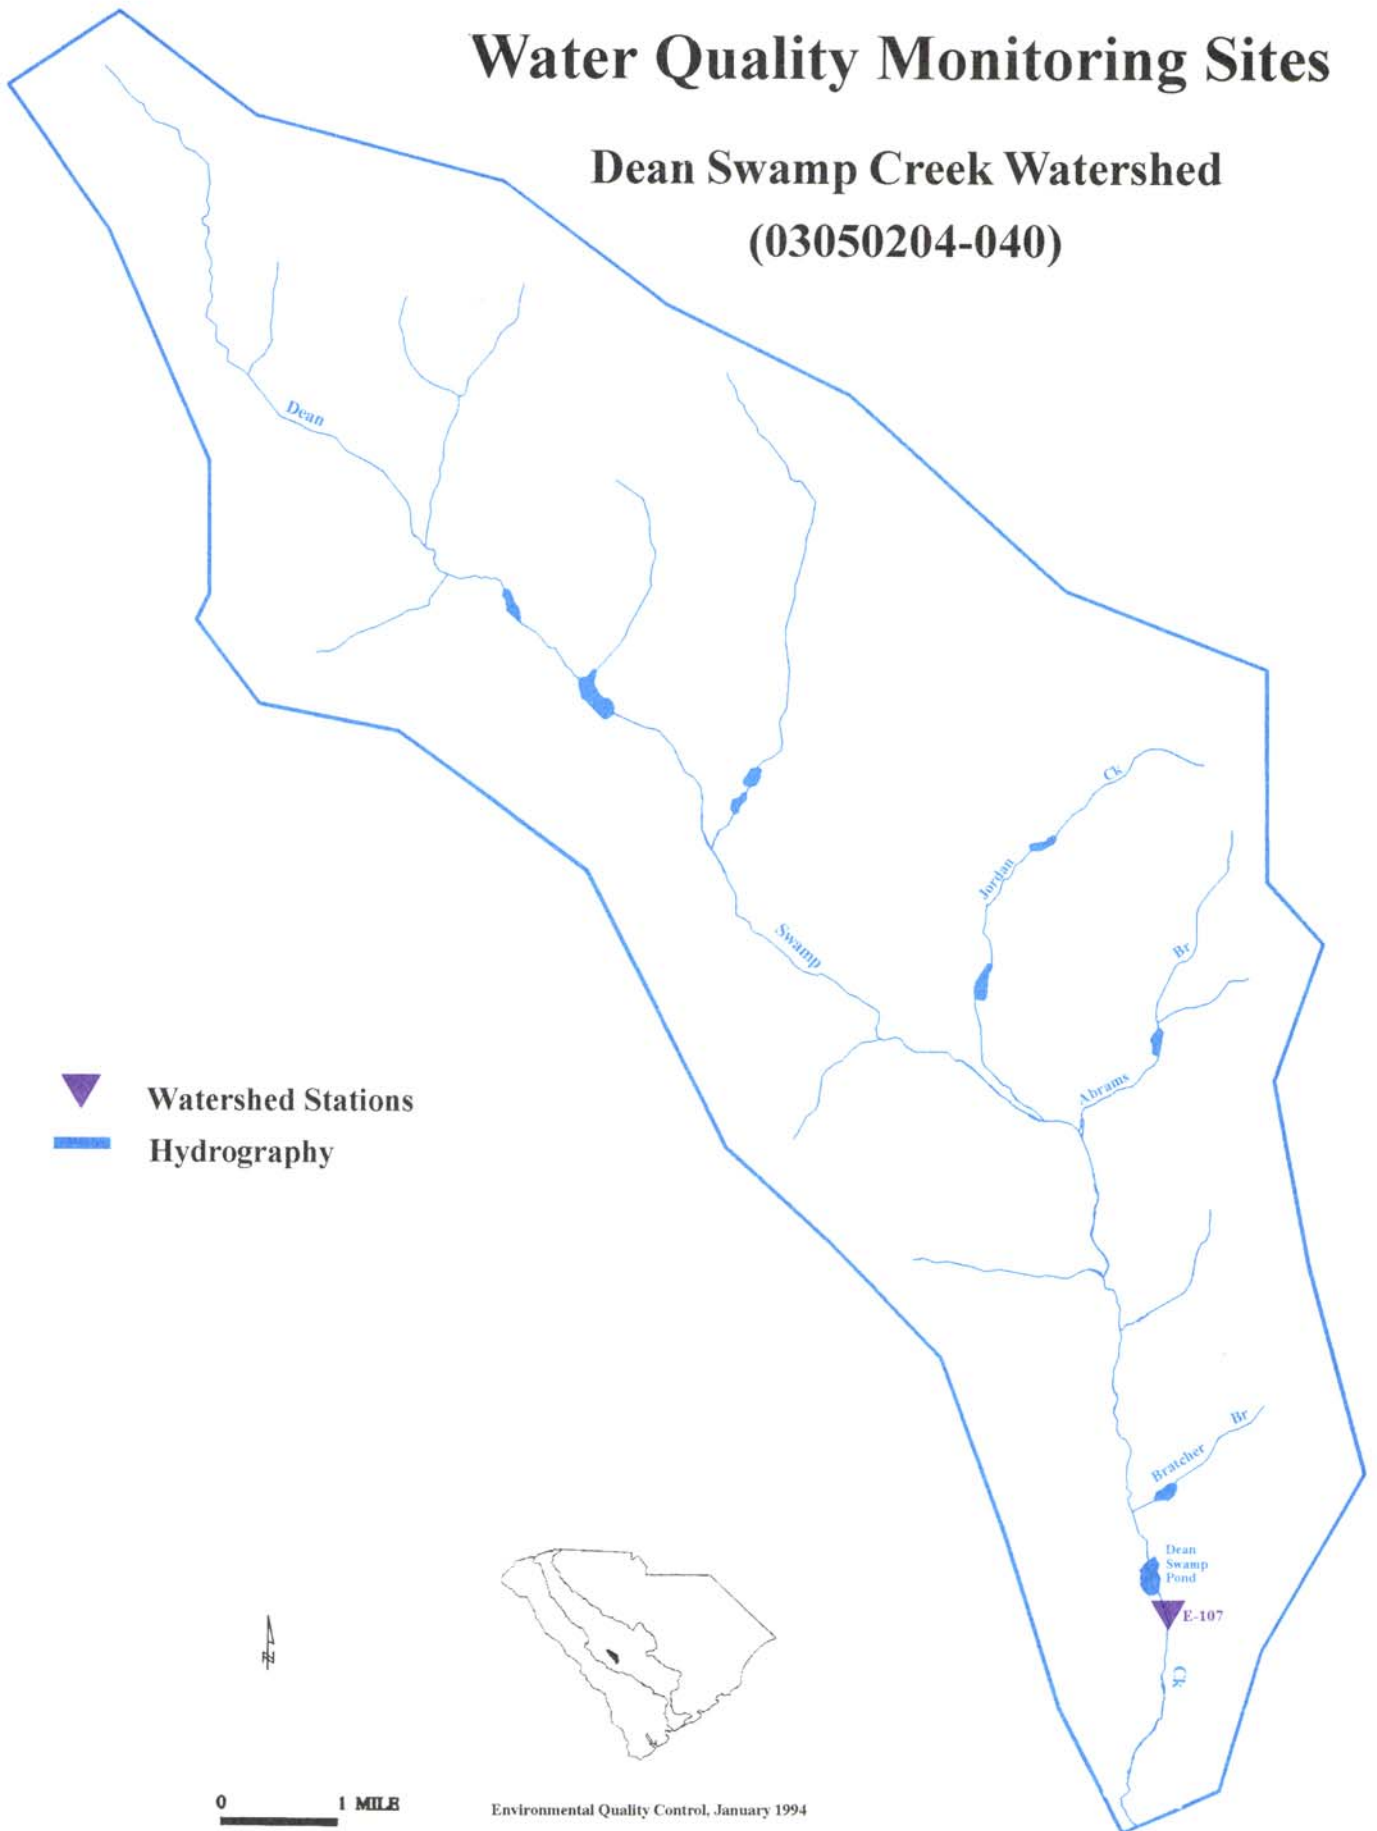 Water Quality Monitoring Sites
Dean Swamp Creek Watershed
(03050204-040)
Dean
Ck
Jordan
Swamp
Br
Abrams
Watershed Stations
Hydrography
Br
Bratcher
Dean
Swamp
Pond
E-107
Ck
N
0 1 MILE
Environmental Quality Control, January 1994